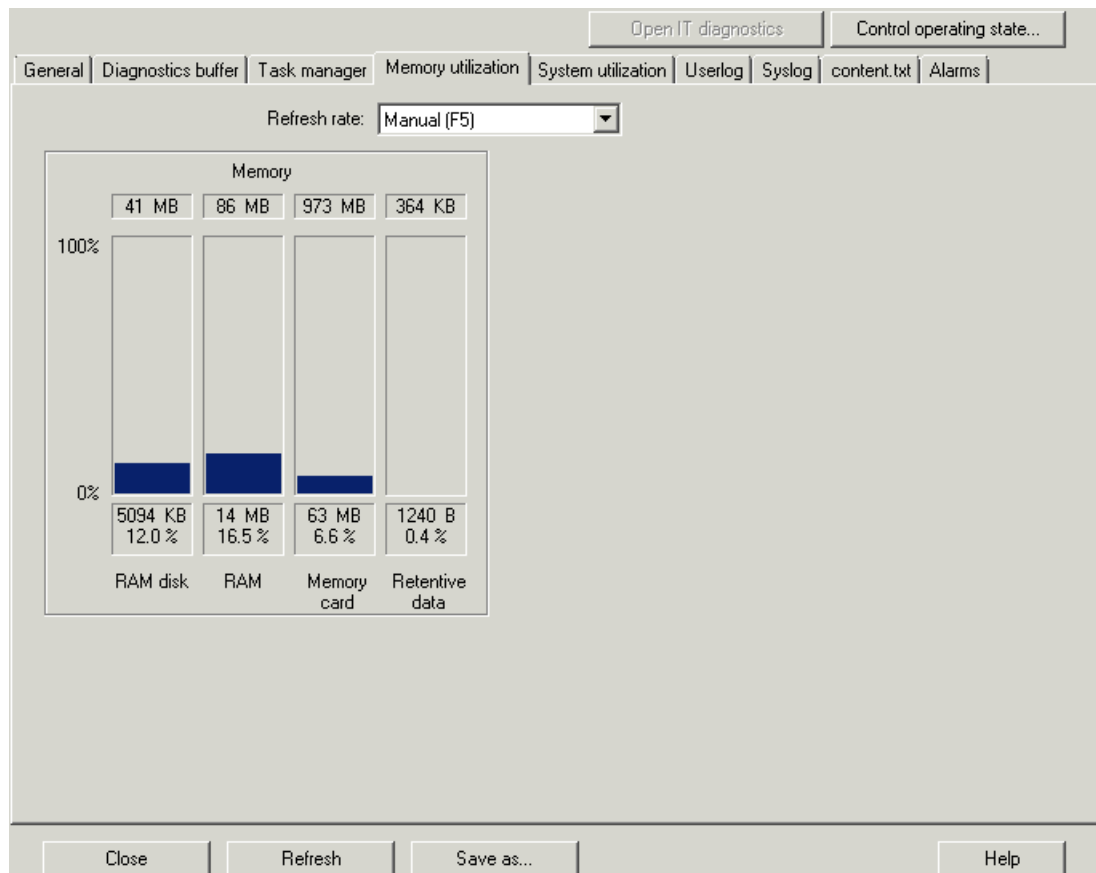 Open IT diagnostics Control operating state...
General Diagnostics buffer Task manager Memory utilization System utilization Userlog Syslog content.txt Alarms
Refresh rate: Manual (F5)
Memory
41 MB 86 MB 973 MB 364 KB
100%
0%
5094 KB 14 MB 63 MB 1240 B
12.0 % 16.5 % 6.6 % 0.4 %
RAM disk RAM Memory card Retentive data
Close Refresh Save as... Help